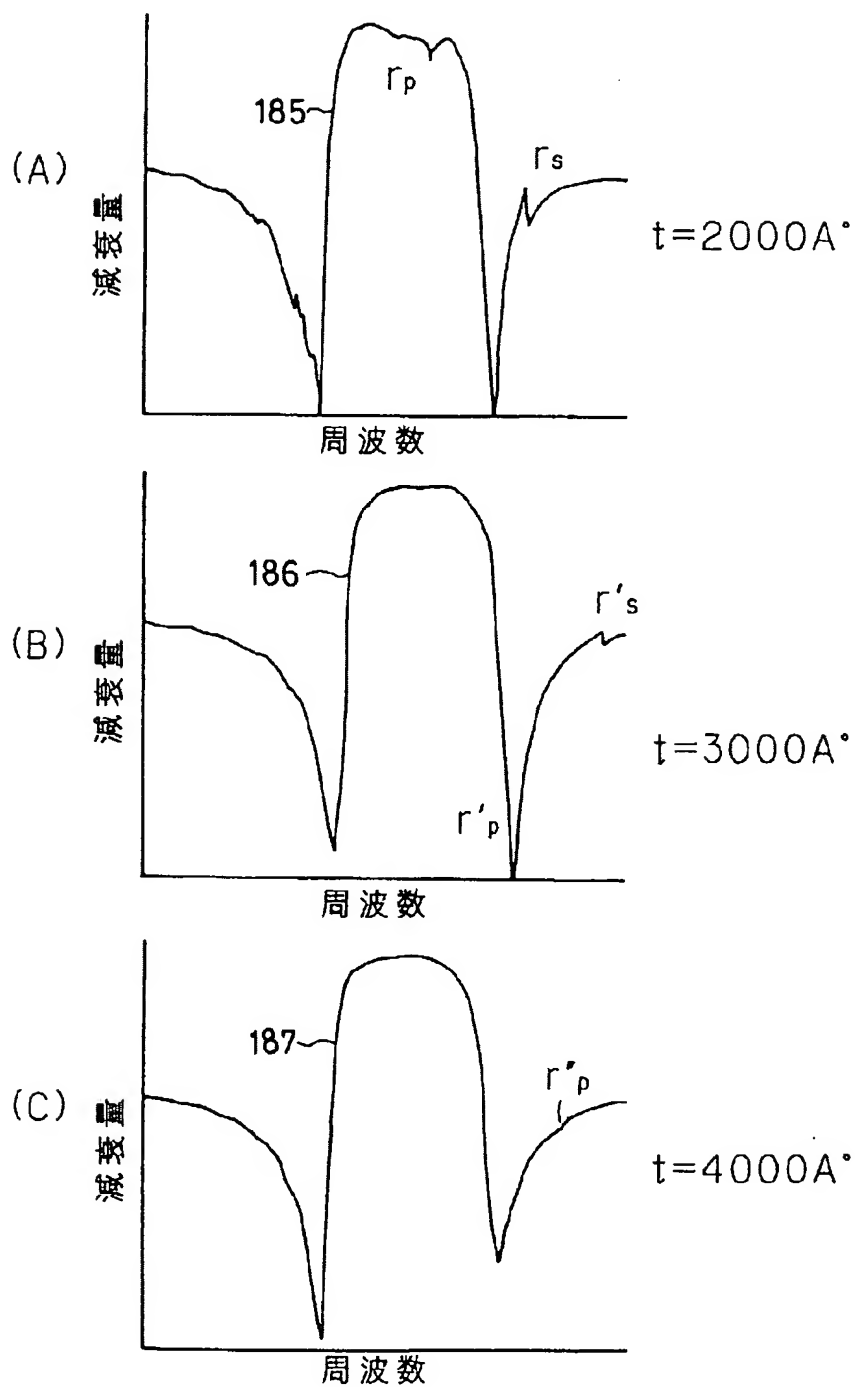 (A)
減衰量
185
rp
rs
t=2000A°
周波数
(B)
減衰量
186
r's
r'p
t=3000A°
周波数
(C)
減衰量
187
r"p
t=4000A°
周波数